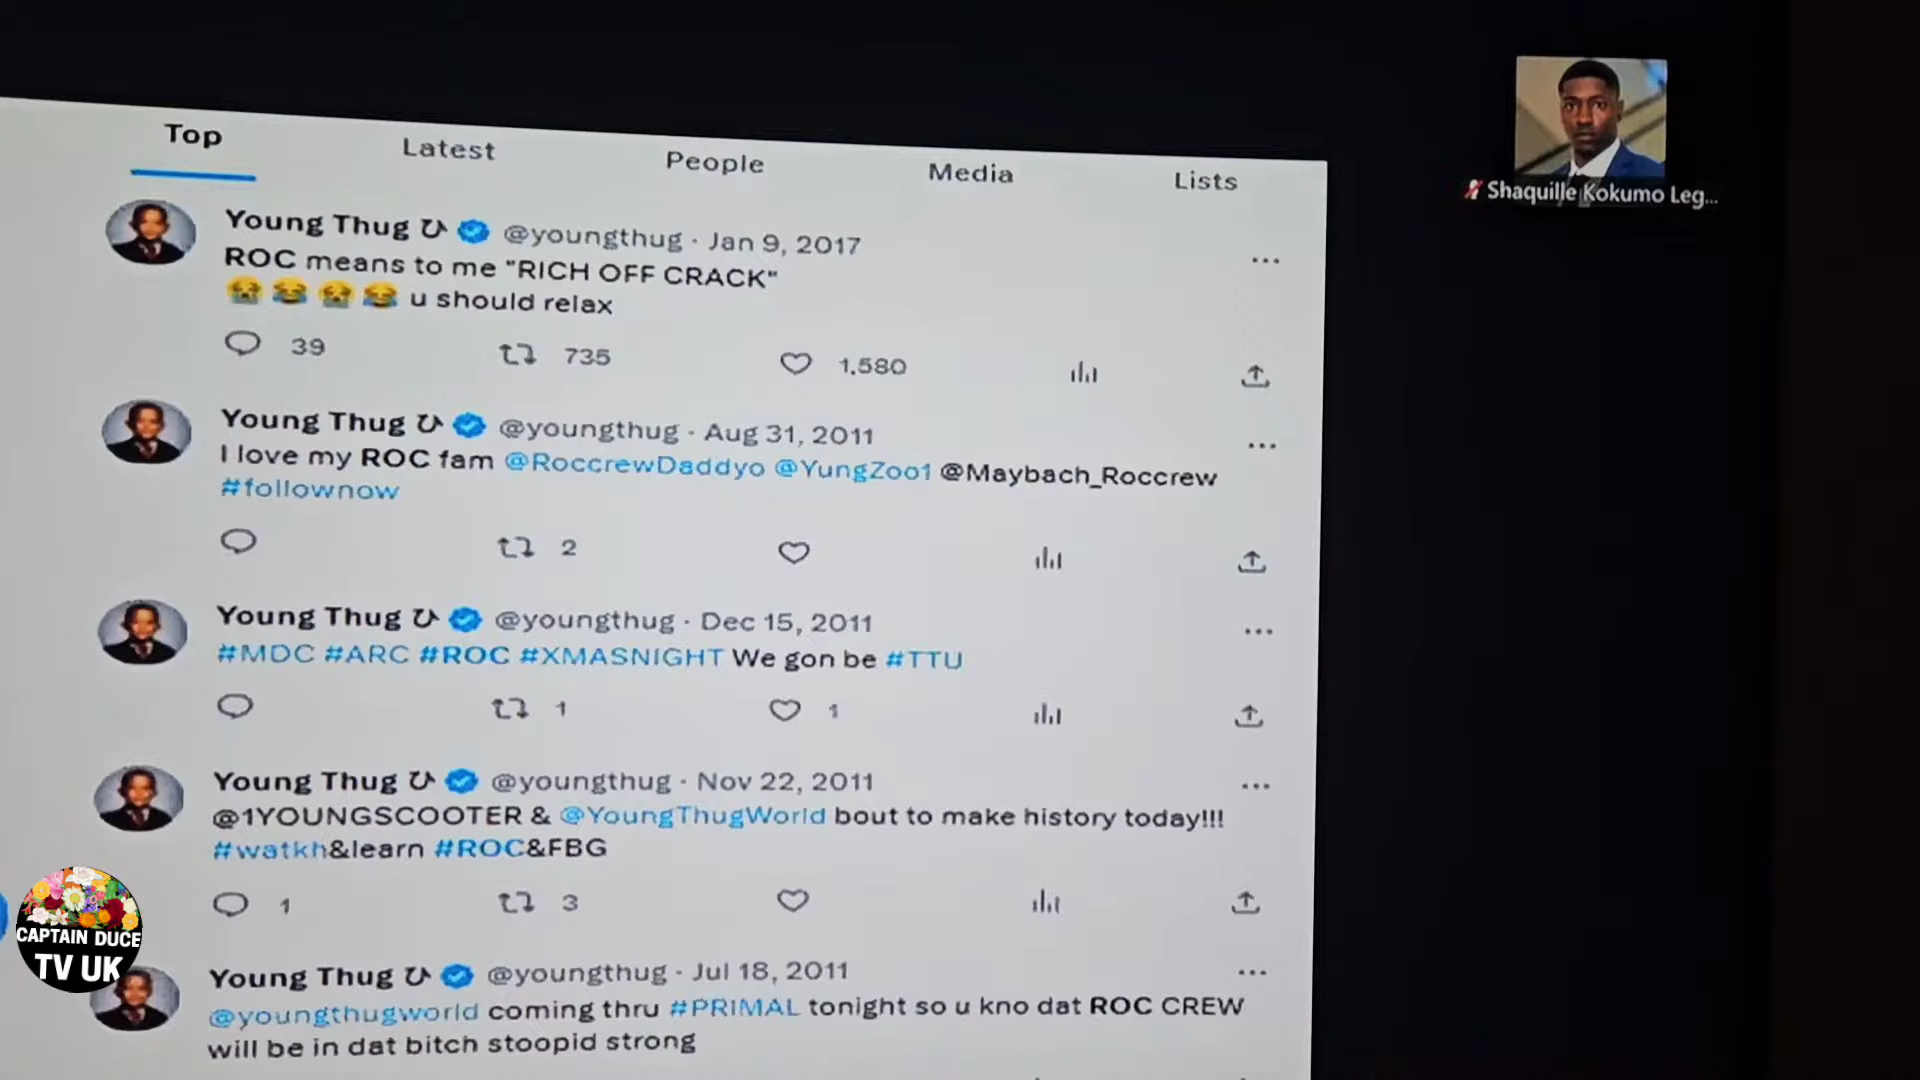 Top
Latest
People
Media
Lists
Shaquille Kokumo Leg...
Young Thug ひ @youngthug · Jan 9, 2017
ROC means to me "RICH OFF CRACK"
😭😂😭😂 u should relax
39 735 1,580
Young Thug ひ @youngthug · Aug 31, 2011
I love my ROC fam @RoccrewDaddyo @YungZoo1 @Maybach_Roccrew
#follownow
2
Young Thug ひ @youngthug · Dec 15, 2011
#MDC #ARC #ROC #XMASNIGHT We gon be #TTU
1 1
Young Thug ひ @youngthug · Nov 22, 2011
@1YOUNGSCOOTER & @YoungThugWorld bout to make history today!!!
#watkh&learn #ROC&FBG
1 3
CAPTAIN DUCE
TV UK
Young Thug ひ @youngthug · Jul 18, 2011
@youngthugworld coming thru #PRIMAL tonight so u kno dat ROC CREW
will be in dat bitch stoopid strong